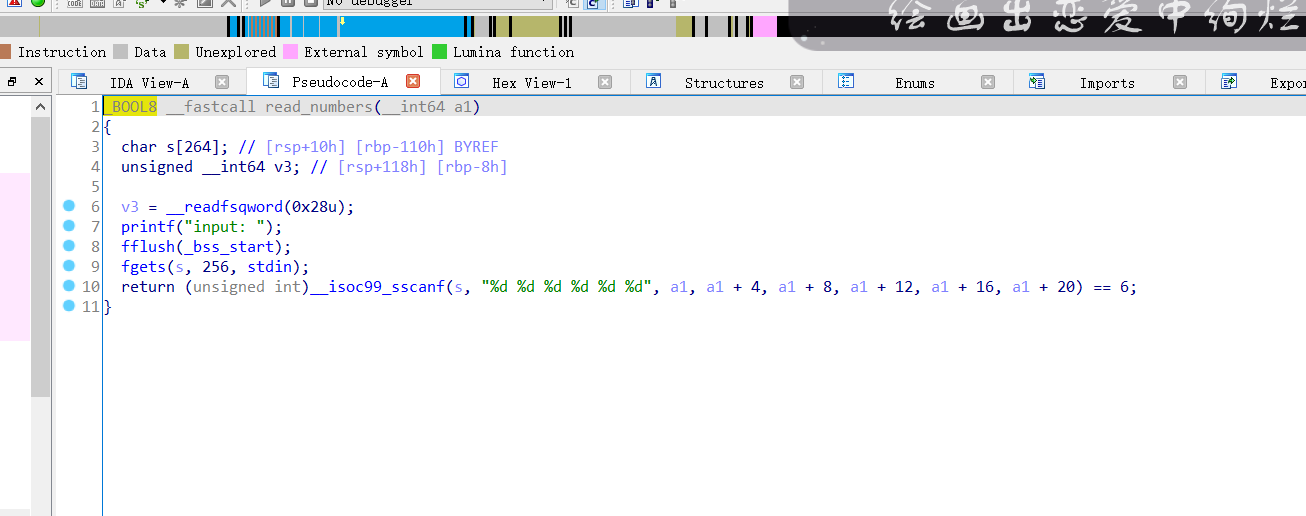 No debugger
绘画出恋爱中绚烂
Instruction Data Unexplored External symbol Lumina function
IDA View-A Pseudocode-A Hex View-1 Structures Enums Imports Expo
1 _BOOL8 __fastcall read_numbers(__int64 a1)
2 {
3 char s[264]; // [rsp+10h] [rbp-110h] BYREF
4 unsigned __int64 v3; // [rsp+118h] [rbp-8h]
5
6 v3 = __readfsqword(0x28u);
7 printf("input: ");
8 fflush(_bss_start);
9 fgets(s, 256, stdin);
10 return (unsigned int)__isoc99_sscanf(s, "%d %d %d %d %d %d", a1, a1 + 4, a1 + 8, a1 + 12, a1 + 16, a1 + 20) == 6;
11 }